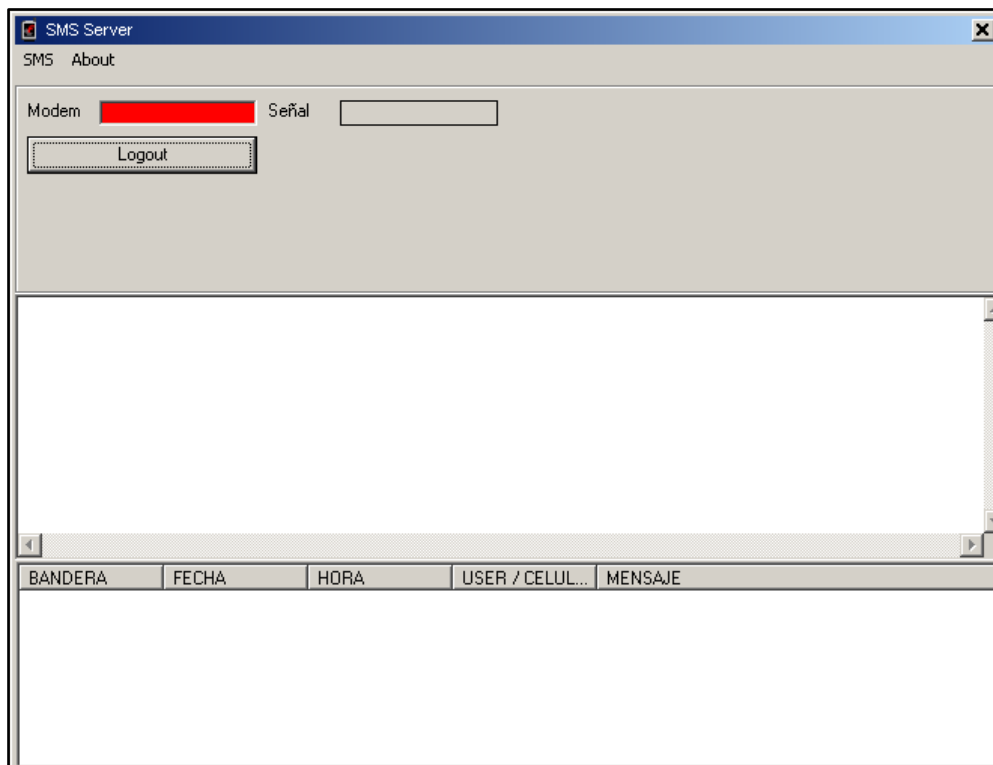 SMS Server
SMS About
Modem Señal
Logout
BANDERA FECHA HORA USER / CELUL... MENSAJE